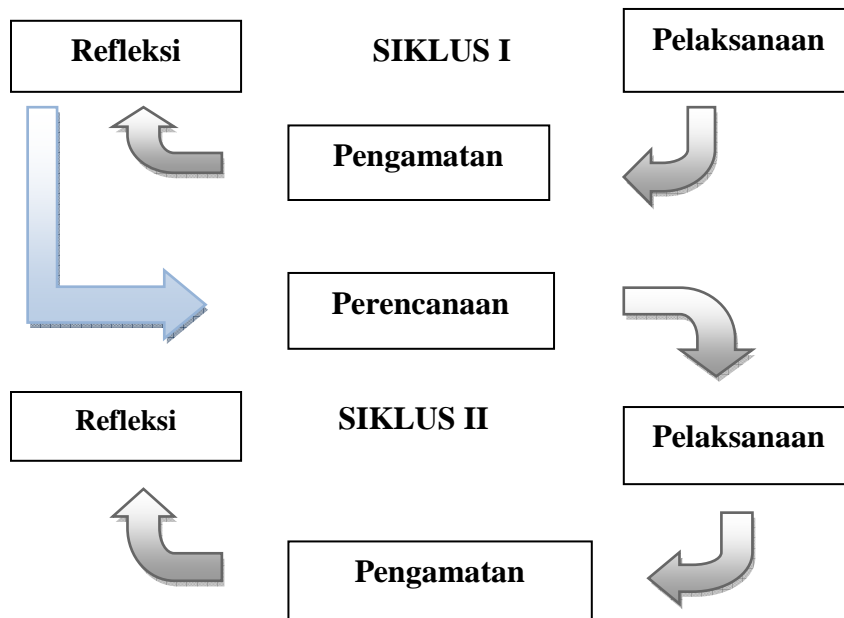 Refleksi
SIKLUS I
Pelaksanaan
Pengamatan
Perencanaan
Refleksi
SIKLUS II
Pelaksanaan
Pengamatan